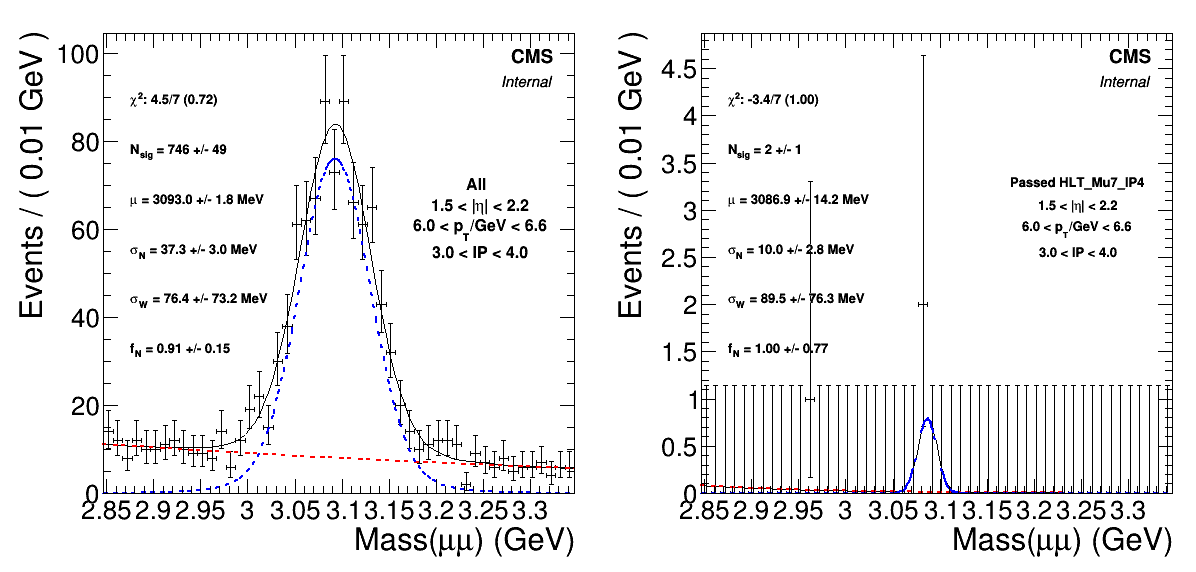 CMS
Internal
χ²: 4.5/7 (0.72)
N_sig = 746 +/- 49
μ = 3093.0 +/- 1.8 MeV
σ_N = 37.3 +/- 3.0 MeV
σ_W = 76.4 +/- 73.2 MeV
f_N = 0.91 +/- 0.15
All
1.5 < |η| < 2.2
6.0 < p_T/GeV < 6.6
3.0 < IP < 4.0
Events / ( 0.01 GeV )
100
80
60
40
20
0
2.85 2.9 2.95 3 3.05 3.1 3.15 3.2 3.25 3.3
Mass(μμ) (GeV)
CMS
Internal
χ²: -3.4/7 (1.00)
N_sig = 2 +/- 1
μ = 3086.9 +/- 14.2 MeV
σ_N = 10.0 +/- 2.8 MeV
σ_W = 89.5 +/- 76.3 MeV
f_N = 1.00 +/- 0.77
Passed HLT_Mu7_IP4
1.5 < |η| < 2.2
6.0 < p_T/GeV < 6.6
3.0 < IP < 4.0
Events / ( 0.01 GeV )
4.5
4
3.5
3
2.5
2
1.5
1
0.5
0
2.85 2.9 2.95 3 3.05 3.1 3.15 3.2 3.25 3.3
Mass(μμ) (GeV)